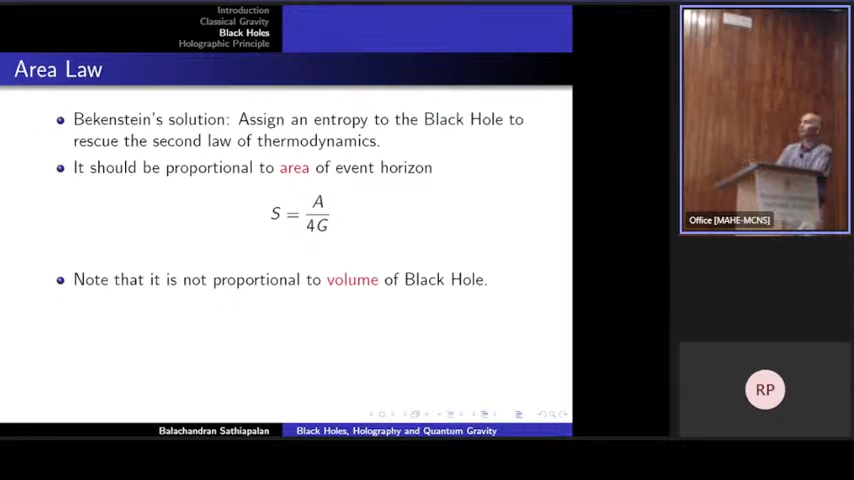 Introduction
Classical Gravity
Black Holes
Holographic Principle
Area Law
Bekenstein's solution: Assign an entropy to the Black Hole to
rescue the second law of thermodynamics.
It should be proportional to area of event horizon
S = A/4G
Note that it is not proportional to volume of Black Hole.
Balachandran Sathiapalan
Black Holes, Holography and Quantum Gravity
Office [MAHE-MCNS]
RP